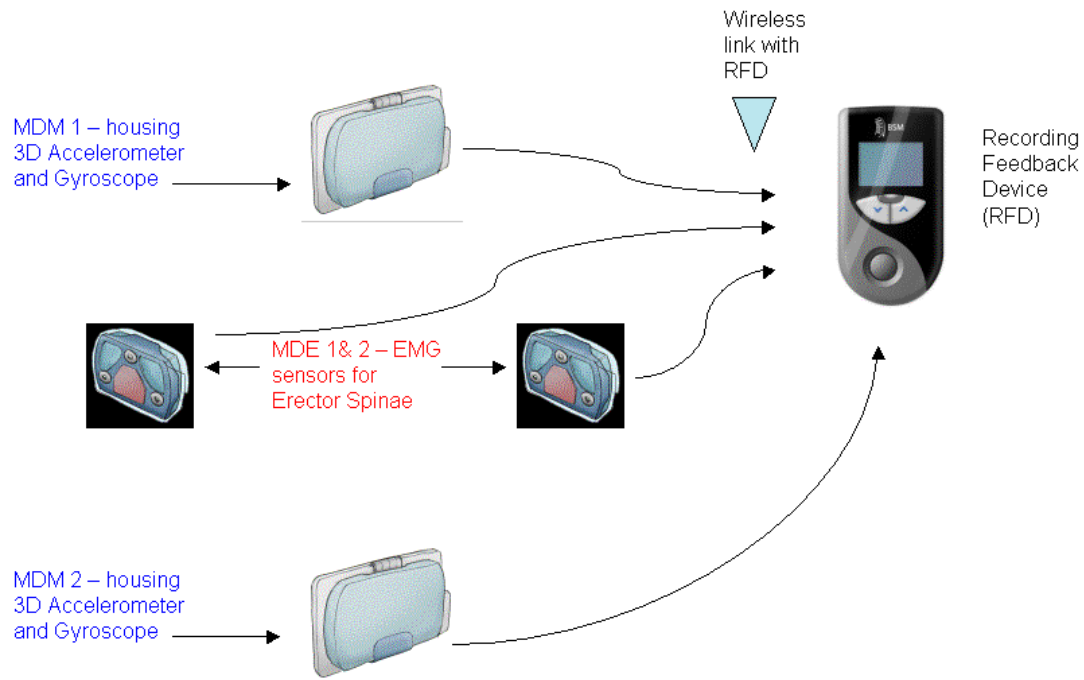 Wireless
link with
RFD
MDM 1 – housing
3D Accelerometer
and Gyroscope
BSM
Recording
Feedback
Device
(RFD)
MDE 1& 2 – EMG
sensors for
Erector Spinae
MDM 2 – housing
3D Accelerometer
and Gyroscope